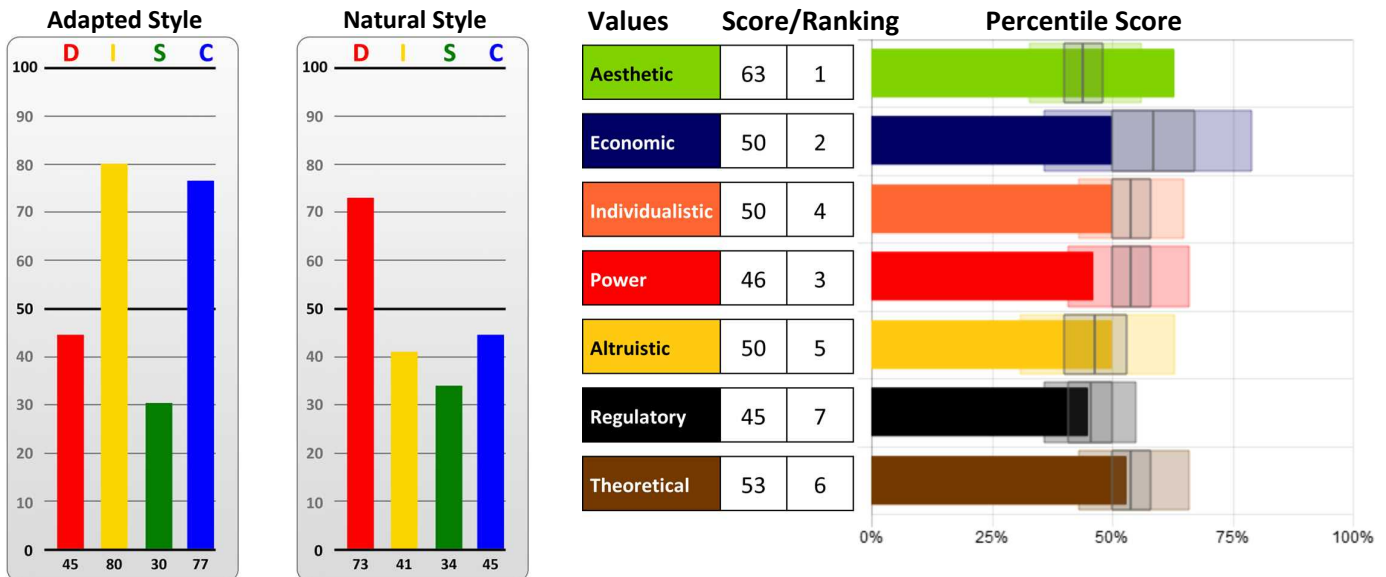 Adapted Style
D I S C
100
90
80
70
60
50
40
30
20
10
0
45 80 30 77
Natural Style
D I S C
100
90
80
70
60
50
40
30
20
10
0
73 41 34 45
Values Score/Ranking Percentile Score
Aesthetic 63 1
Economic 50 2
Individualistic 50 4
Power 46 3
Altruistic 50 5
Regulatory 45 7
Theoretical 53 6
0% 25% 50% 75% 100%